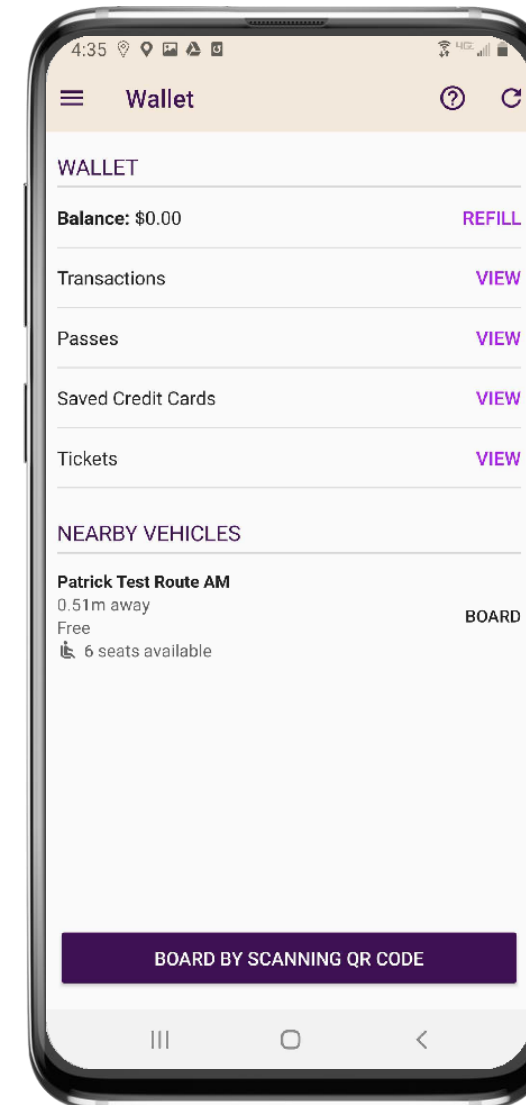 4:35
Wallet
WALLET
Balance: $0.00 REFILL
Transactions VIEW
Passes VIEW
Saved Credit Cards VIEW
Tickets VIEW
NEARBY VEHICLES
Patrick Test Route AM
0.51m away
Free
BOARD
6 seats available
BOARD BY SCANNING QR CODE